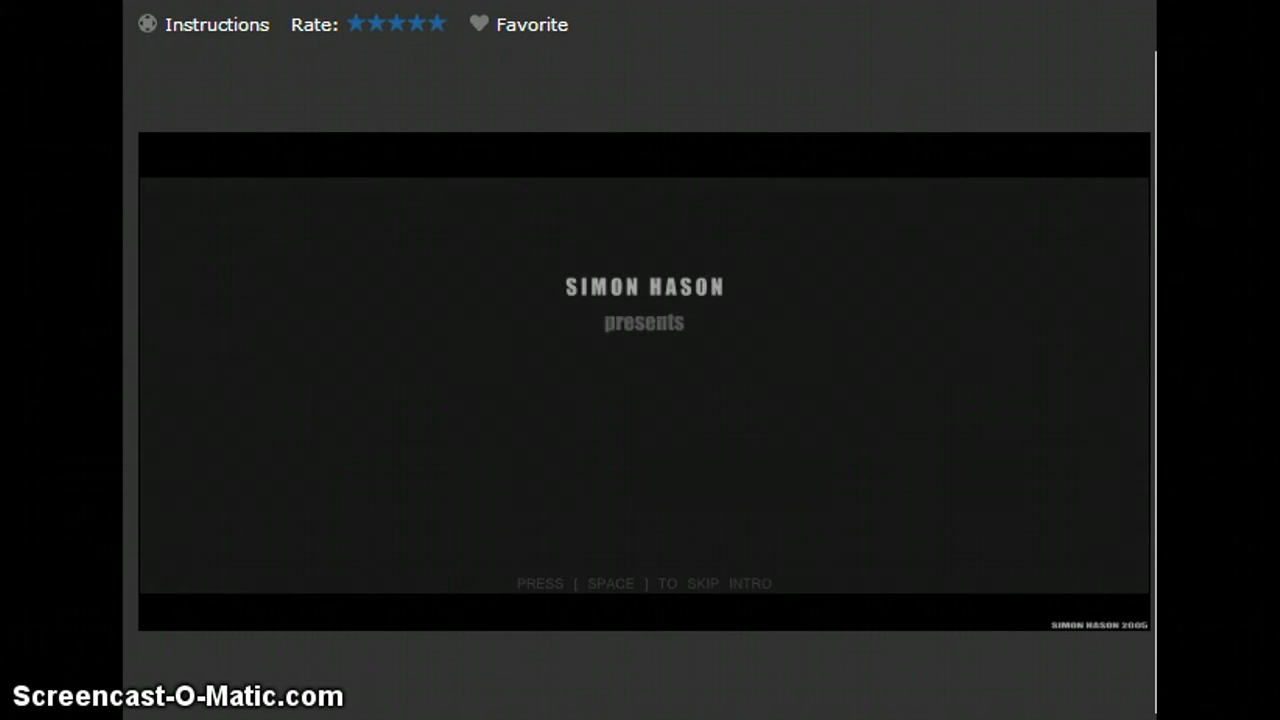 Instructions Rate: Favorite
SIMON HASON
presents
PRESS [ SPACE ] TO SKIP INTRO
SIMON HASON 2005
Screencast-O-Matic.com